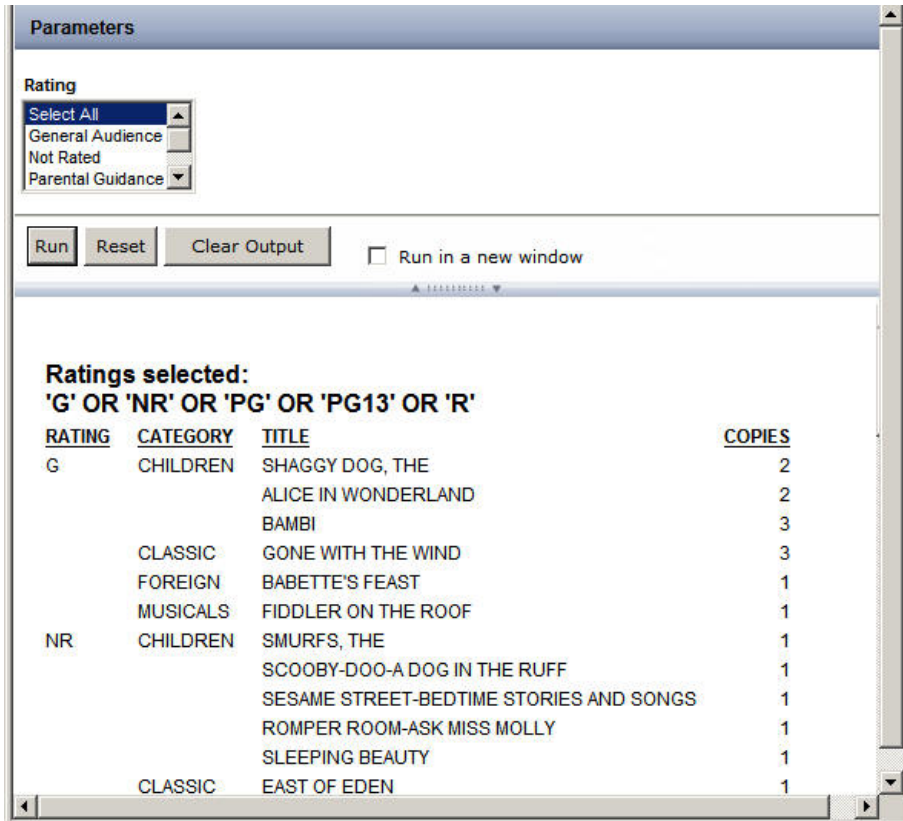 Parameters
Rating
Select All
General Audience
Not Rated
Parental Guidance
Run Reset Clear Output Run in a new window
Ratings selected:
'G' OR 'NR' OR 'PG' OR 'PG13' OR 'R'
RATING CATEGORY TITLE COPIES
G CHILDREN SHAGGY DOG, THE 2
ALICE IN WONDERLAND 2
BAMBI 3
CLASSIC GONE WITH THE WIND 3
FOREIGN BABETTE'S FEAST 1
MUSICALS FIDDLER ON THE ROOF 1
NR CHILDREN SMURFS, THE 1
SCOOBY-DOO-A DOG IN THE RUFF 1
SESAME STREET-BEDTIME STORIES AND SONGS 1
ROMPER ROOM-ASK MISS MOLLY 1
SLEEPING BEAUTY 1
CLASSIC EAST OF EDEN 1